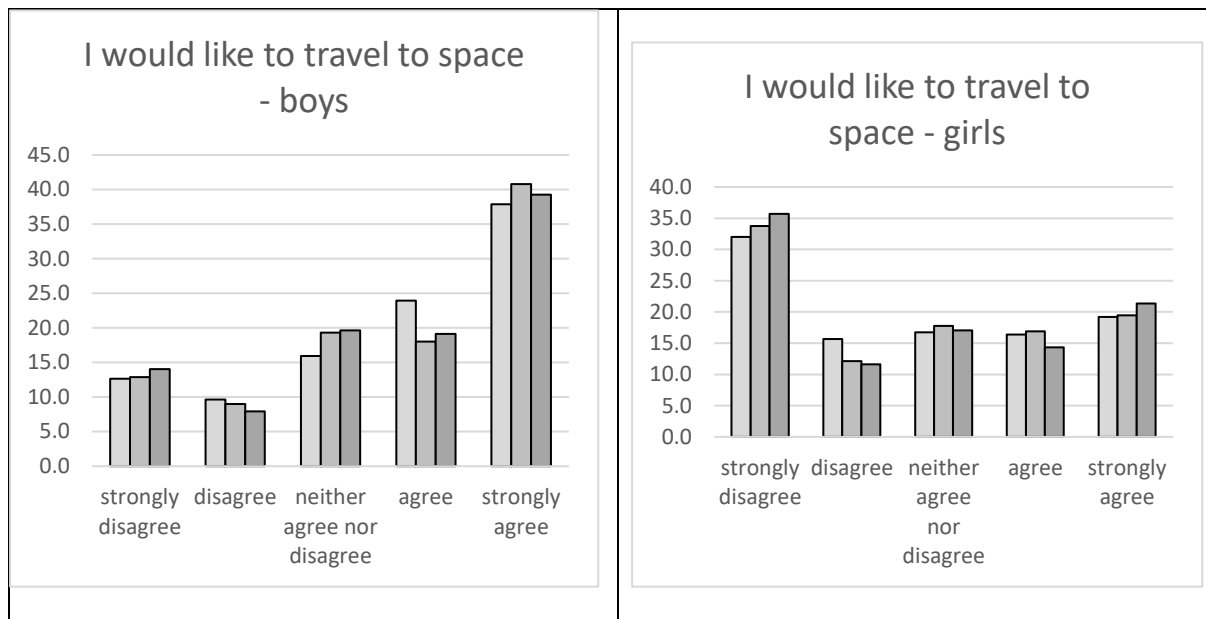 I would like to travel to space
- boys
45.0
40.0
35.0
30.0
25.0
20.0
15.0
10.0
5.0
0.0
strongly disagree neither agree strongly
disagree agree nor agree
disagree
I would like to travel to
space - girls
40.0
35.0
30.0
25.0
20.0
15.0
10.0
5.0
0.0
strongly disagree neither agree strongly
disagree agree agree
nor
disagree